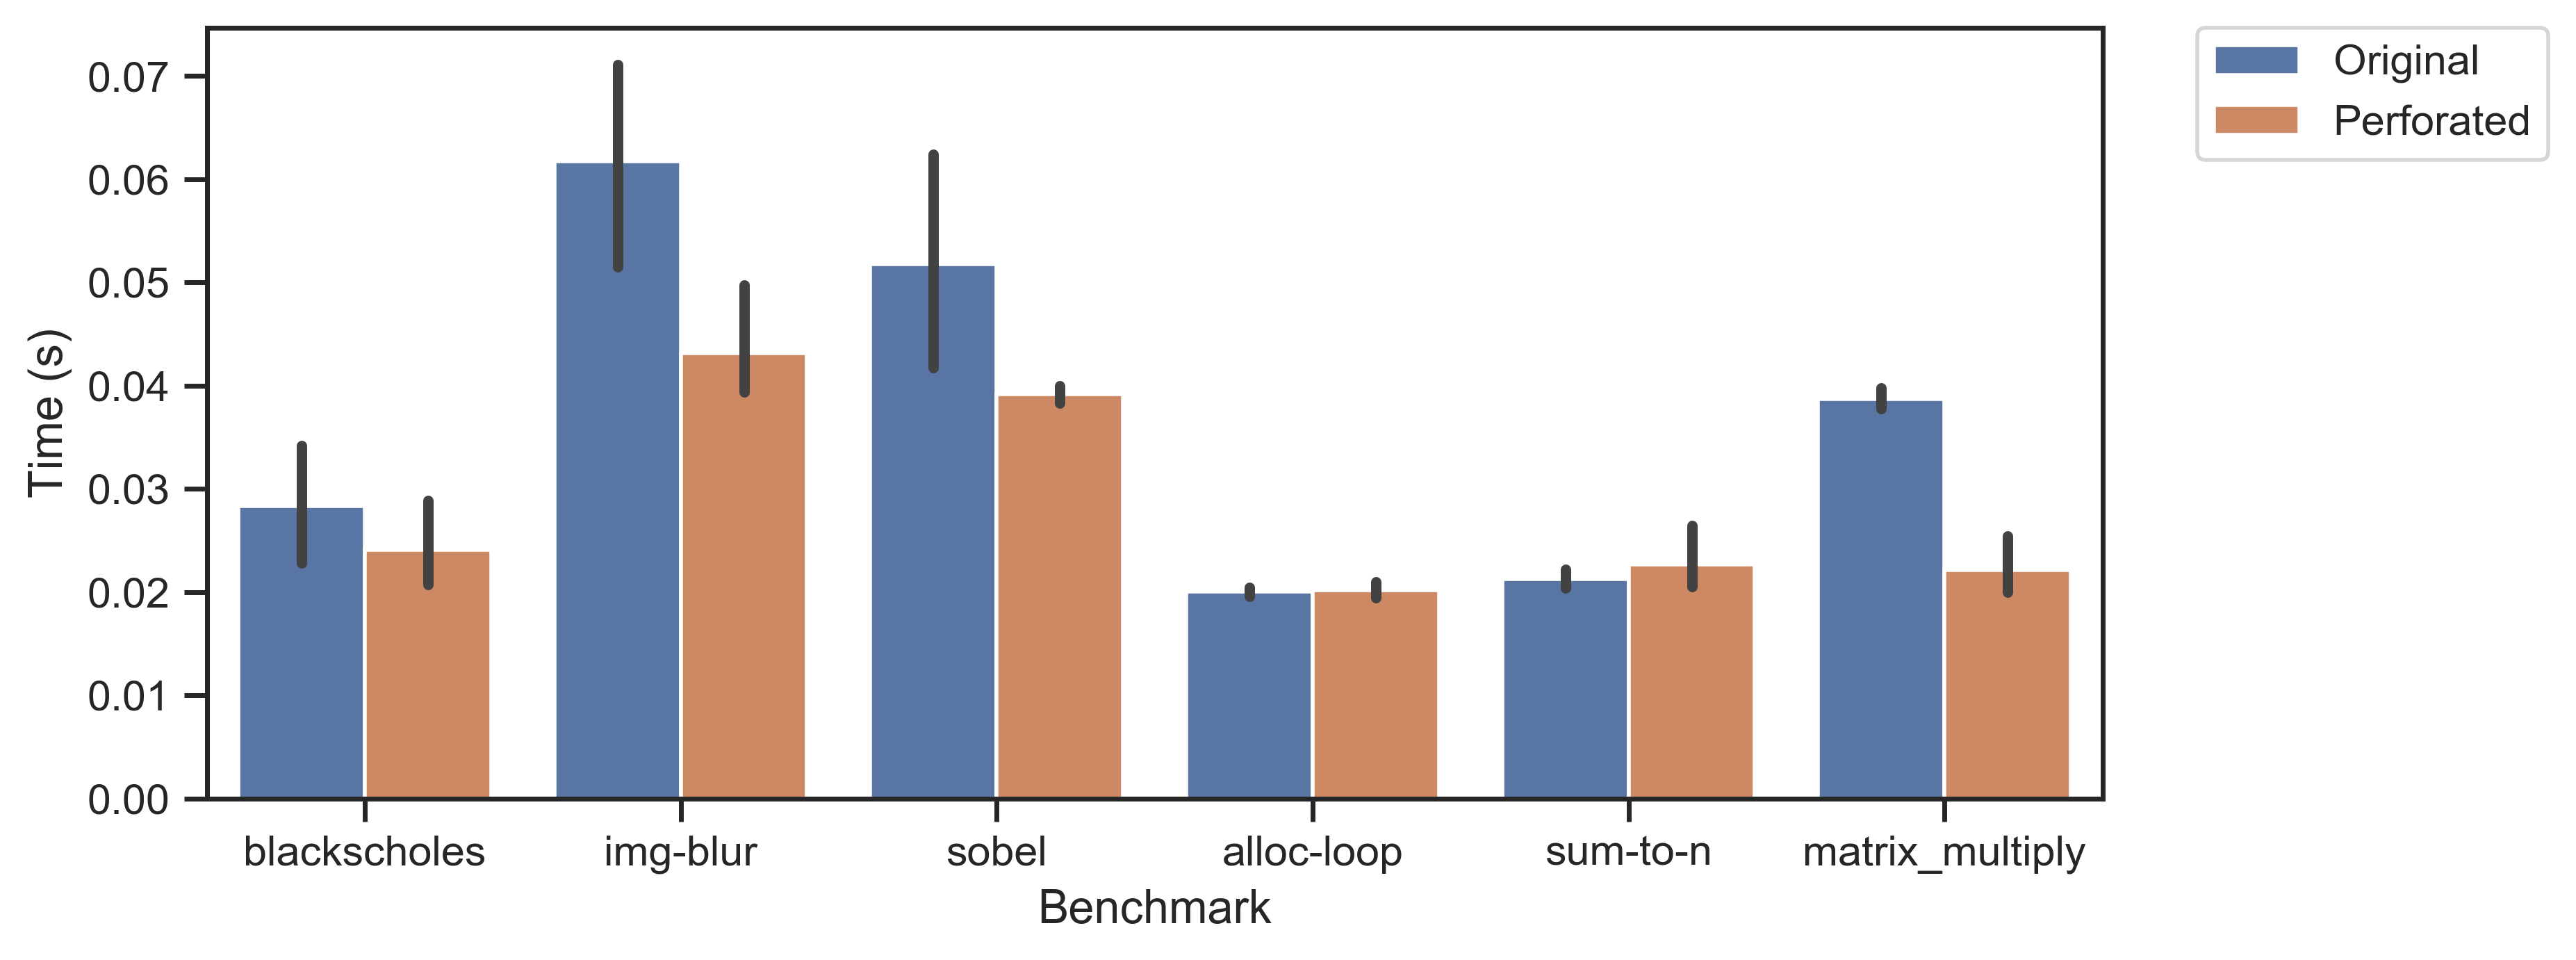 Original
Perforated
0.07
0.06
0.05
0.04
0.03
0.02
0.01
0.00
Time (s)
blackscholes img-blur sobel alloc-loop sum-to-n matrix_multiply
Benchmark